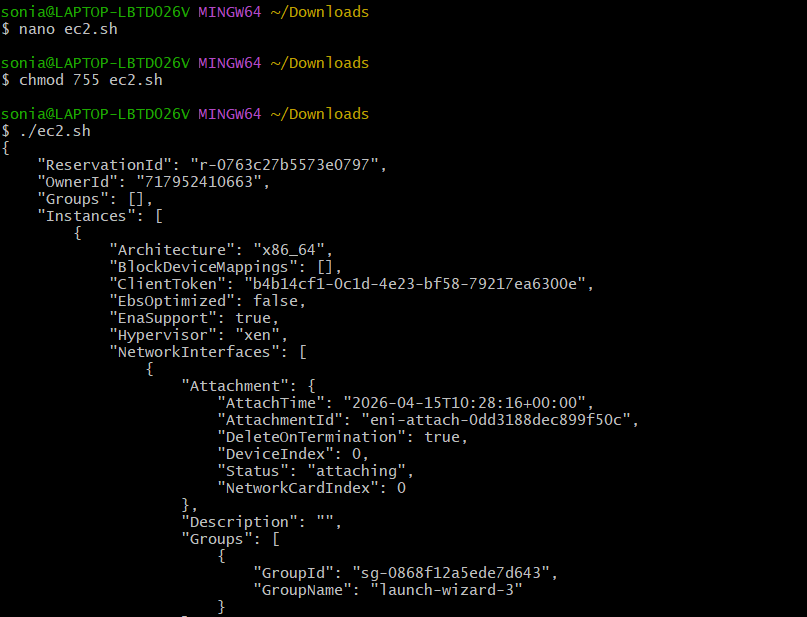 sonia@LAPTOP-LBTDO26V MINGW64 ~/Downloads
$ nano ec2.sh
sonia@LAPTOP-LBTDO26V MINGW64 ~/Downloads
$ chmod 755 ec2.sh
sonia@LAPTOP-LBTDO26V MINGW64 ~/Downloads
$ ./ec2.sh
{
    "ReservationId": "r-0763c27b5573e0797",
    "OwnerId": "717952410663",
    "Groups": [],
    "Instances": [
        {
            "Architecture": "x86_64",
            "BlockDeviceMappings": [],
            "ClientToken": "b4b14cf1-0c1d-4e23-bf58-79217ea6300e",
            "EbsOptimized": false,
            "EnaSupport": true,
            "Hypervisor": "xen",
            "NetworkInterfaces": [
                {
                    "Attachment": {
                        "AttachTime": "2026-04-15T10:28:16+00:00",
                        "AttachmentId": "eni-attach-0dd3188dec899f50c",
                        "DeleteOnTermination": true,
                        "DeviceIndex": 0,
                        "Status": "attaching",
                        "NetworkCardIndex": 0
                    },
                    "Description": "",
                    "Groups": [
                        {
                            "GroupId": "sg-0868f12a5ede7d643",
                            "GroupName": "launch-wizard-3"
                        }